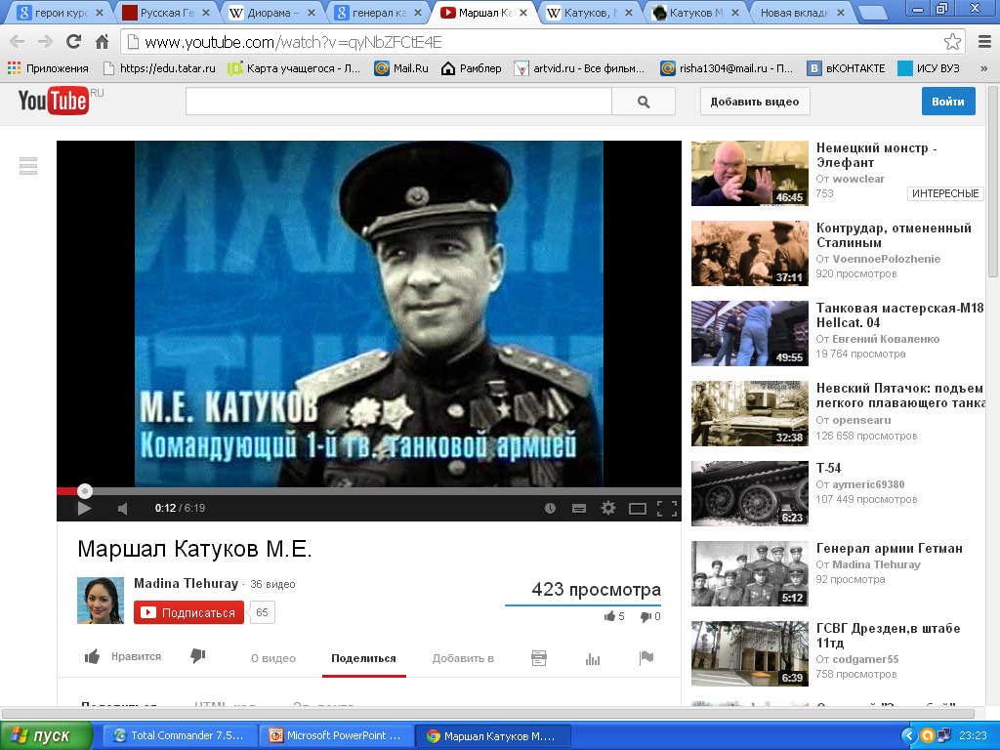 герои курс
Русская Ге
Диорама –
генерал ка
Маршал Ка
Катуков, М
Катуков М
Новая вклад
www.youtube.com/watch?v=qyNbZFCtE4E
Приложения
https://edu.tatar.ru
Карта учащегося - Л...
Mail.Ru
Рамблер
artvid.ru - Все фильм...
risha1304@mail.ru - П...
вКОНТАКТЕ
ИСУ ВУЗ
»
YouTube RU
Добавить видео
Войти
М.Е. КАТУКОВ
Командующий 1-й гв. танковой армией
0:12 / 6:19
Маршал Катуков М.Е.
Madina Tlehuray · 36 видео
Подписаться 65
423 просмотра
5 0
Нравится
О видео
Поделиться
Добавить в
Поделиться
HTML-код
Эл. почта
46:45
Немецкий монстр -
Элефант
От wowclear
753
ИНТЕРЕСНЫЕ
37:11
Контрудар, отмененный
Сталиным
От VoennoePolozhenie
920 просмотров
49:55
Танковая мастерская-М18
Hellcat. 04
От Евгений Коваленко
19 764 просмотра
32:38
Невский Пятачок: подъем
легкого плавающего танка
От opensearu
126 658 просмотров
6:23
Т-54
От aymeric69380
107 449 просмотров
5:12
Генерал армии Гетман
От Madina Tlehuray
92 просмотра
6:39
ГСВГ Дрезден,в штабе
11тд
От codgamer55
758 просмотров
пуск
Total Commander 7.5...
Microsoft PowerPoint ...
Маршал Катуков М....
23:23